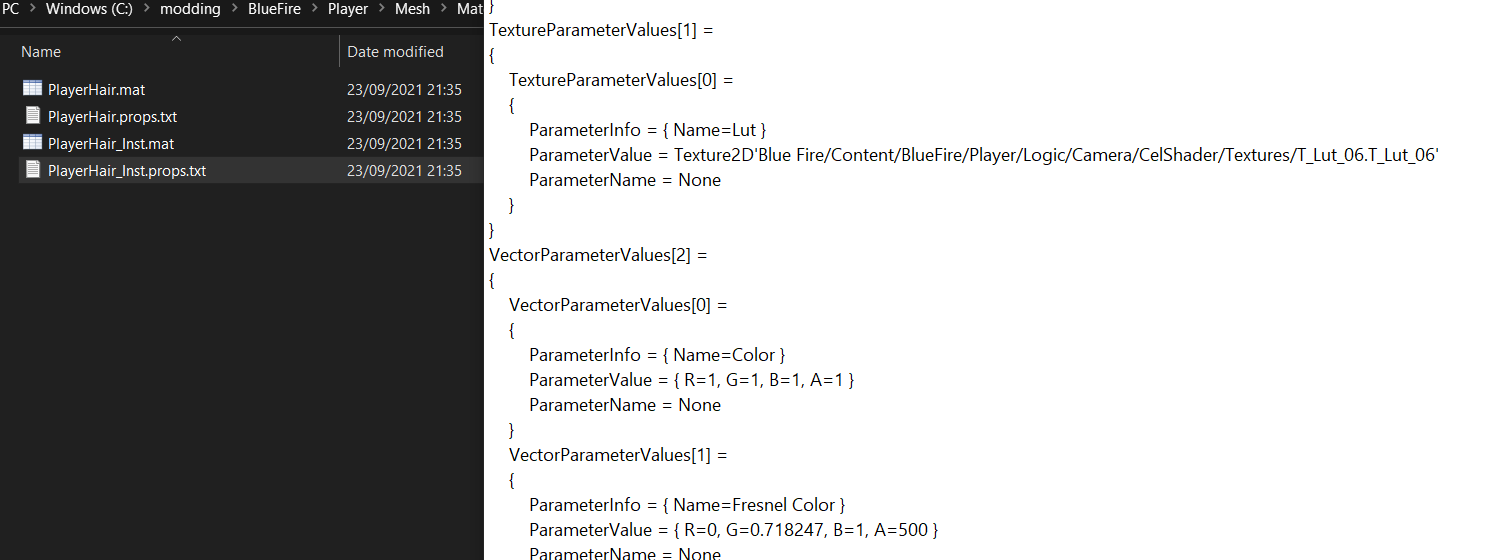 PC > Windows (C:) > modding > BlueFire > Player > Mesh > Mat
Name Date modified
PlayerHair.mat 23/09/2021 21:35
PlayerHair.props.txt 23/09/2021 21:35
PlayerHair_Inst.mat 23/09/2021 21:35
PlayerHair_Inst.props.txt 23/09/2021 21:35
}
TextureParameterValues[1] =
{
TextureParameterValues[0] =
{
ParameterInfo = { Name=Lut }
ParameterValue = Texture2D'Blue Fire/Content/BlueFire/Player/Logic/Camera/CelShader/Textures/T_Lut_06.T_Lut_06'
ParameterName = None
}
}
VectorParameterValues[2] =
{
VectorParameterValues[0] =
{
ParameterInfo = { Name=Color }
ParameterValue = { R=1, G=1, B=1, A=1 }
ParameterName = None
}
VectorParameterValues[1] =
{
ParameterInfo = { Name=Fresnel Color }
ParameterValue = { R=0, G=0.718247, B=1, A=500 }
ParameterName = None